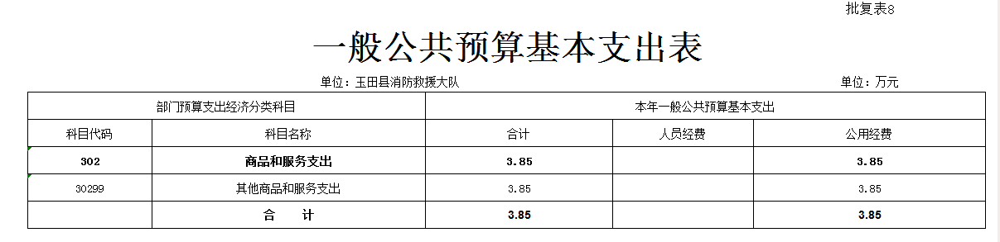 批复表8
一般公共预算基本支出表
单位：玉田县消防救援大队 单位：万元
部门预算支出经济分类科目 本年一般公共预算基本支出
科目代码 科目名称 合计 人员经费 公用经费
302 商品和服务支出 3.85 3.85
30299 其他商品和服务支出 3.85 3.85
合 计 3.85 3.85